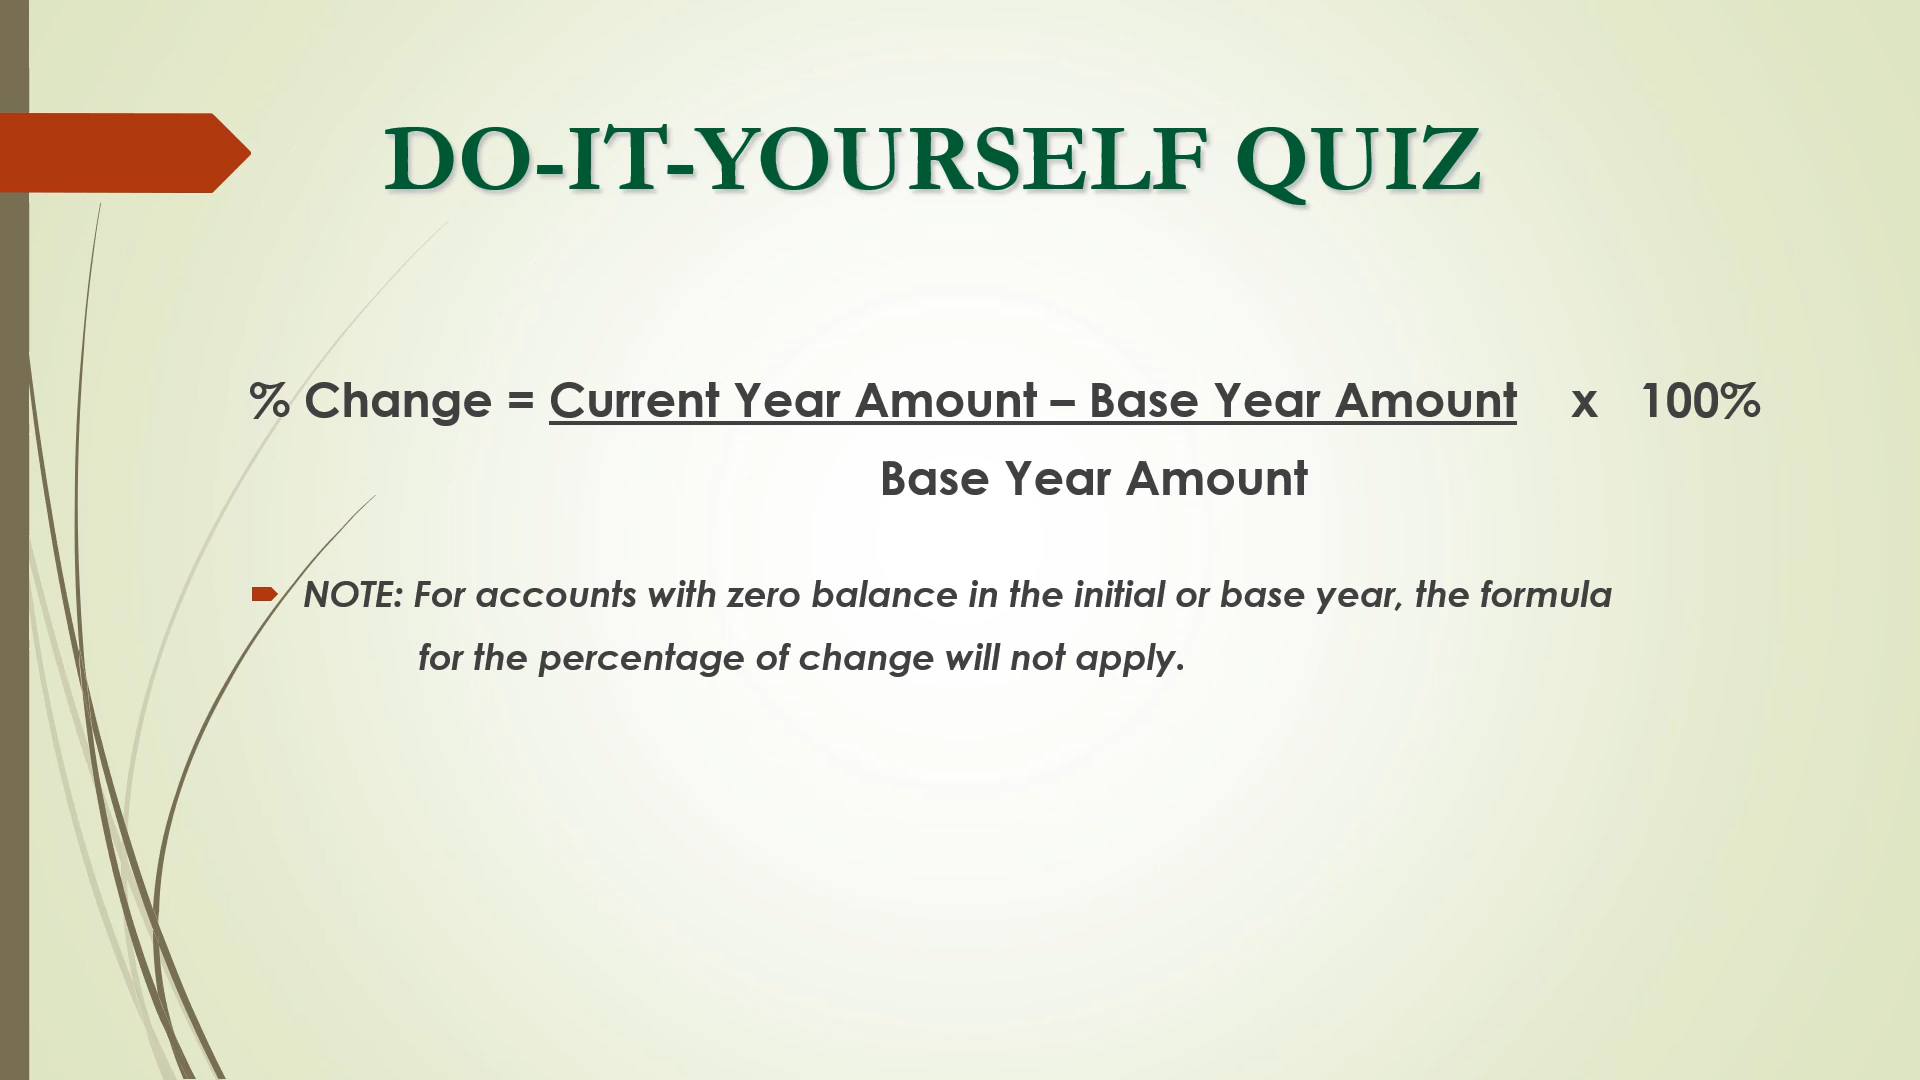 DO-IT-YOURSELF QUIZ
% Change = Current Year Amount – Base Year Amount x 100%
Base Year Amount
NOTE: For accounts with zero balance in the initial or base year, the formula
for the percentage of change will not apply.